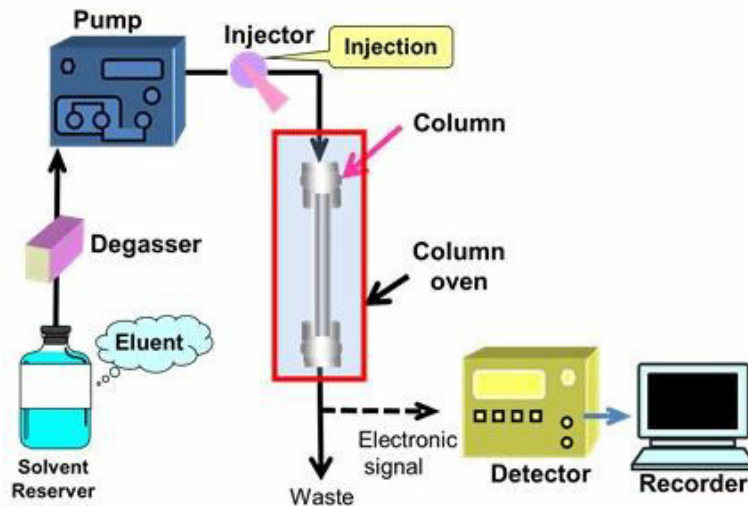 Pump
Injector
Injection
Column
Degasser
Column
oven
Eluent
Solvent
Reserver
Electronic
signal
Waste
Detector
Recorder